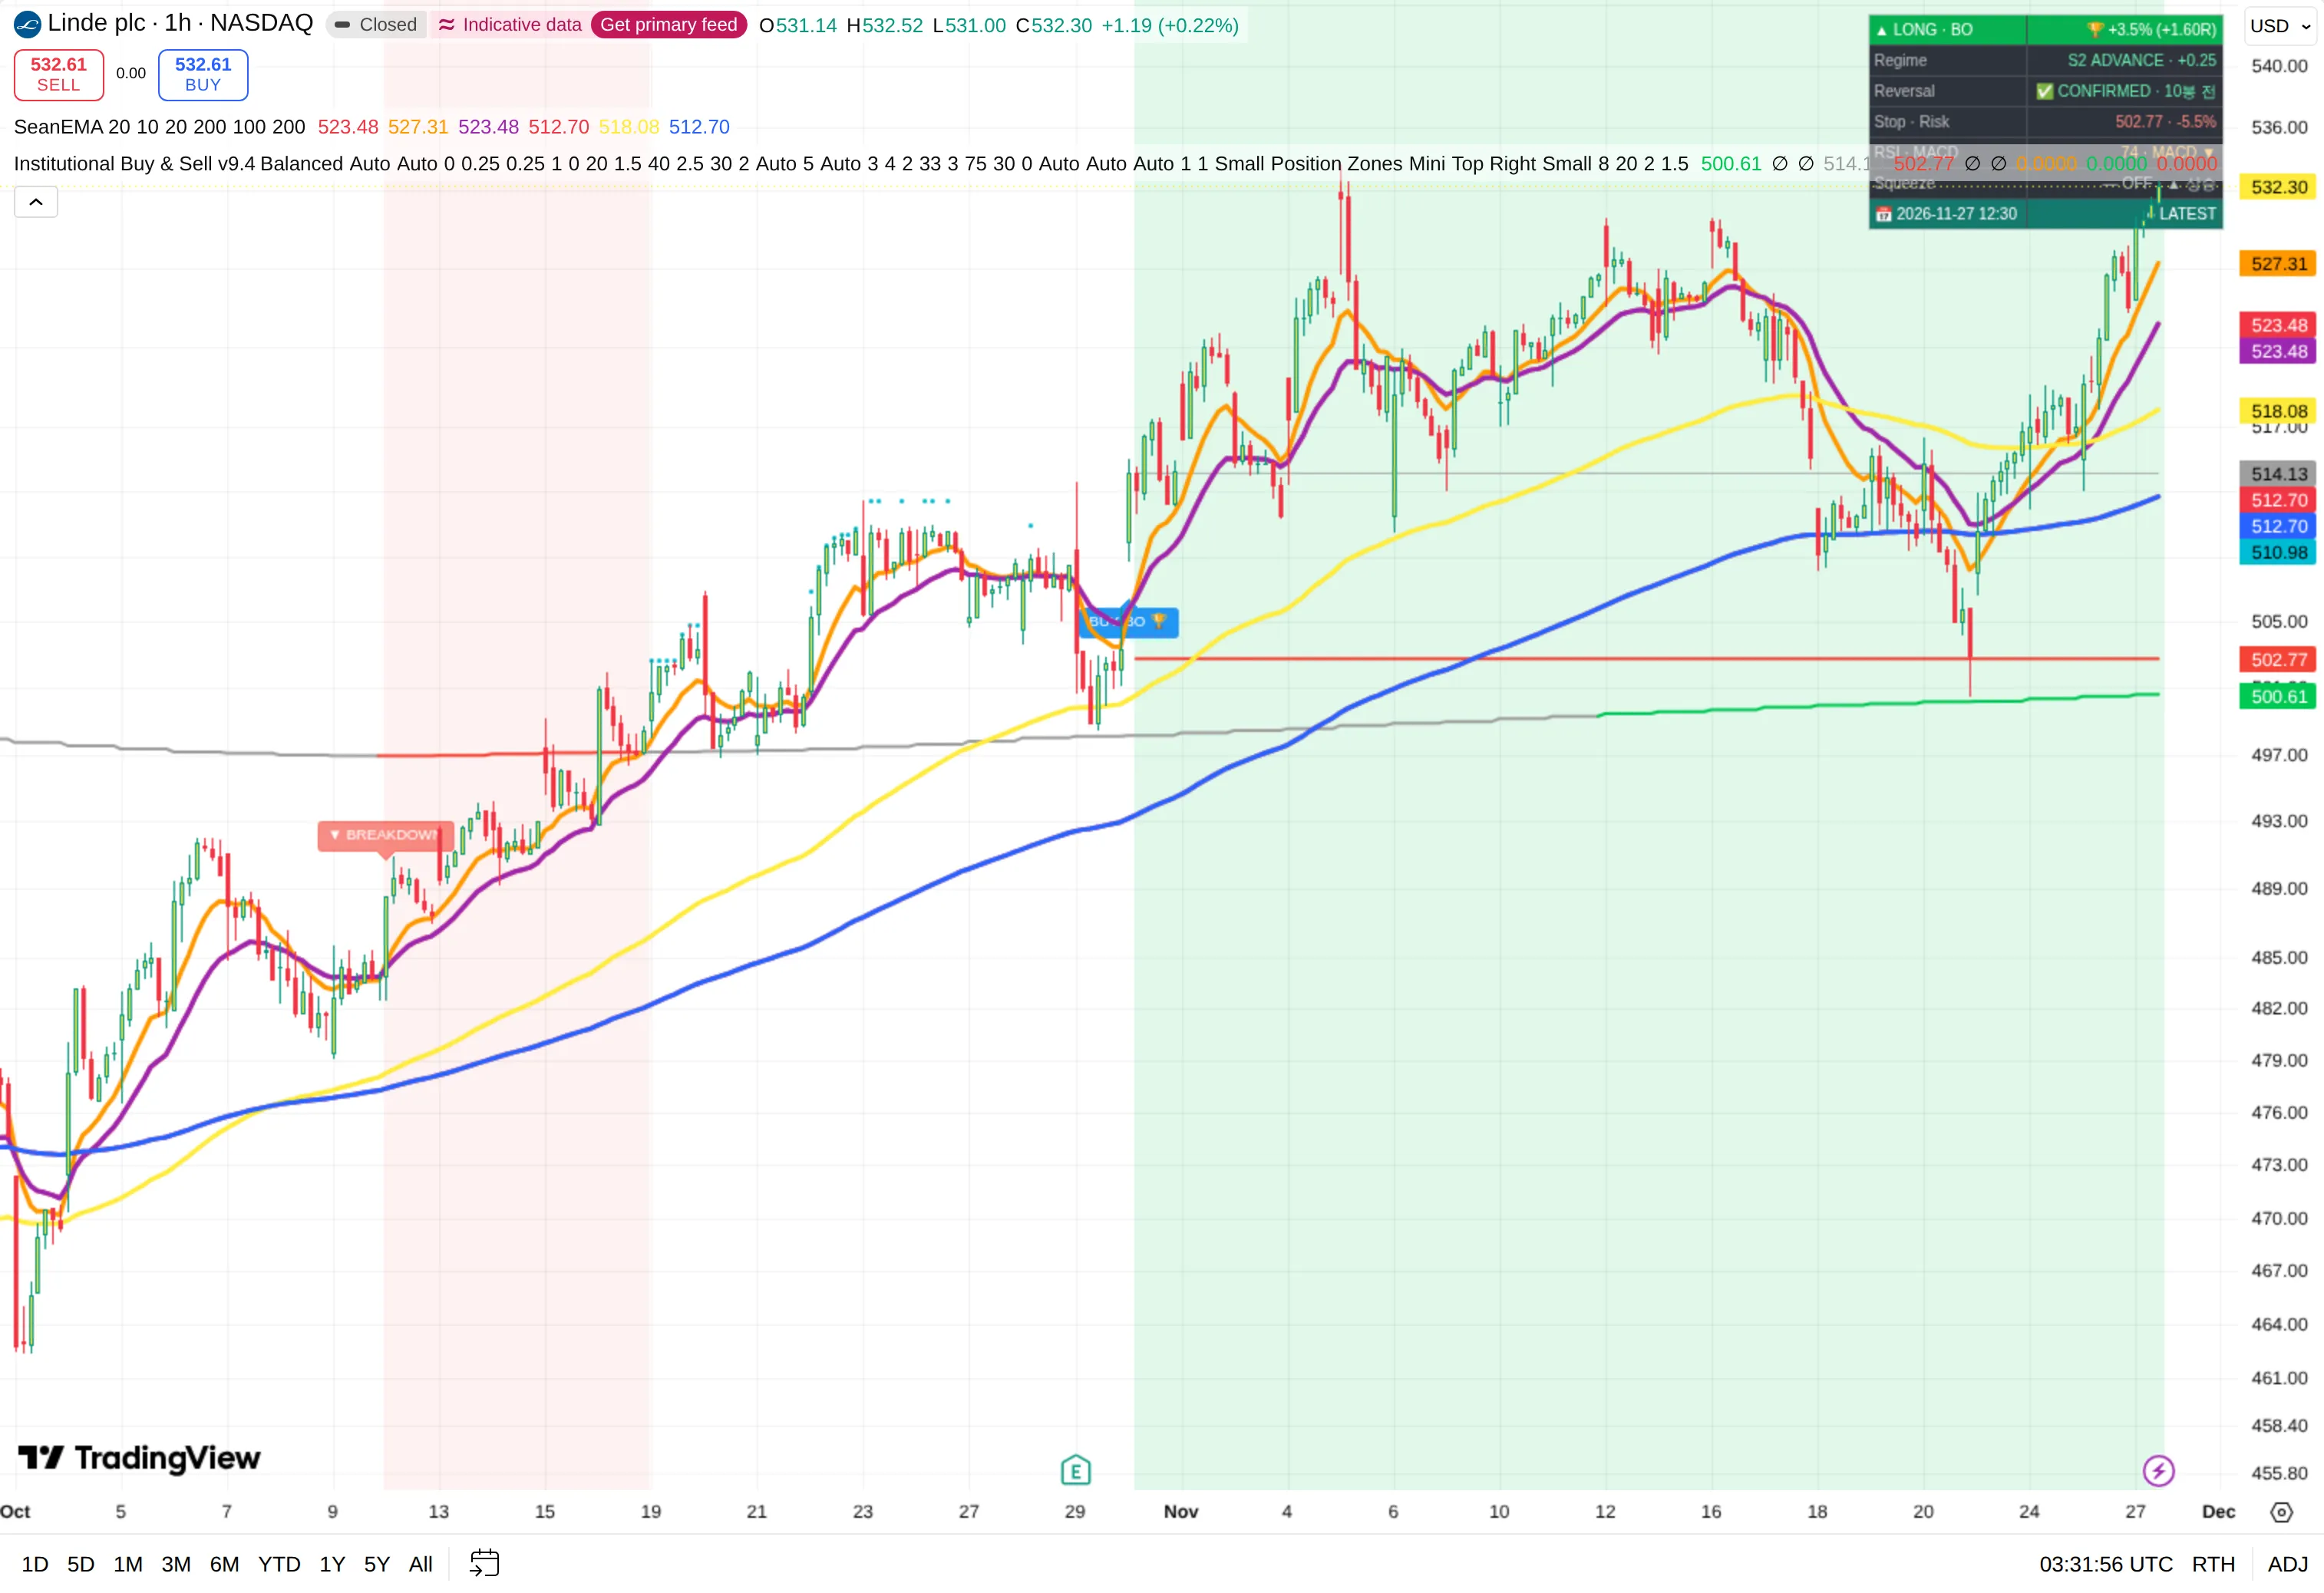 Linde plc · 1h · NASDAQ Closed Indicative data Get primary feed O531.14 H532.52 L531.00 C532.30 +1.19 (+0.22%)
532.61 SELL 0.00 532.61 BUY
SeanEMA 20 10 20 200 100 200 523.48 527.31 523.48 512.70 518.08 512.70
Institutional Buy & Sell v9.4 Balanced Auto Auto 0 0.25 0.25 1 0 20 1.5 40 2.5 30 2 Auto 5 Auto 3 4 2 33 3 75 30 0 Auto Auto Auto 1 1 Small Position Zones Mini Top Right Small 8 20 2 1.5 500.61 ∅ ∅ 514.1 502.77 ∅ ∅ 0.0000 0.0000 0.0000
▲ LONG · BO 🏆 +3.5% (+1.60R)
Regime S2 ADVANCE · +0.25
Reversal ✅ CONFIRMED · 10봉 전
Stop · Risk 502.77 · -5.5%
RSI · MACD 74 · MACD ▼
Squeeze OFF
📅 2026-11-27 12:30 LATEST
USD
540.00
536.00
532.30
527.31
523.48
523.48
518.08
517.00
514.13
512.70
512.70
510.98
505.00
502.77
500.61
497.00
493.00
489.00
485.00
482.00
479.00
476.00
473.00
470.00
467.00
464.00
461.00
458.40
455.80
▼ BREAKDOWN
BO 🏆
E
TradingView
Oct 5 7 9 13 15 19 21 23 27 29 Nov 4 6 10 12 16 18 20 24 27 Dec
1D 5D 1M 3M 6M YTD 1Y 5Y All 03:31:56 UTC RTH ADJ